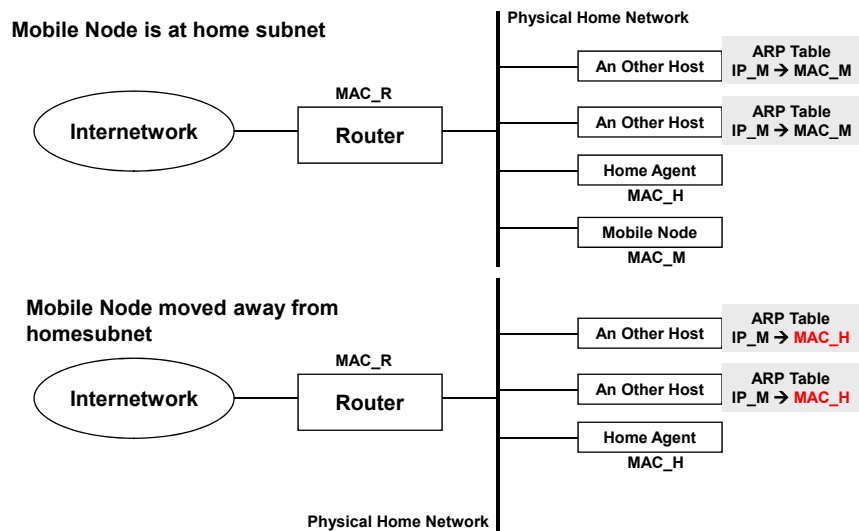 Physical Home Network
Mobile Node is at home subnet
ARP Table
An Other Host
IP_M → MAC_M
MAC_R
Internetwork
Router
ARP Table
An Other Host
IP_M → MAC_M
Home Agent
MAC_H
Mobile Node
MAC_M
Mobile Node moved away from
homesubnet
ARP Table
An Other Host
IP_M → MAC_H
MAC_R
Internetwork
Router
ARP Table
An Other Host
IP_M → MAC_H
Home Agent
MAC_H
Physical Home Network